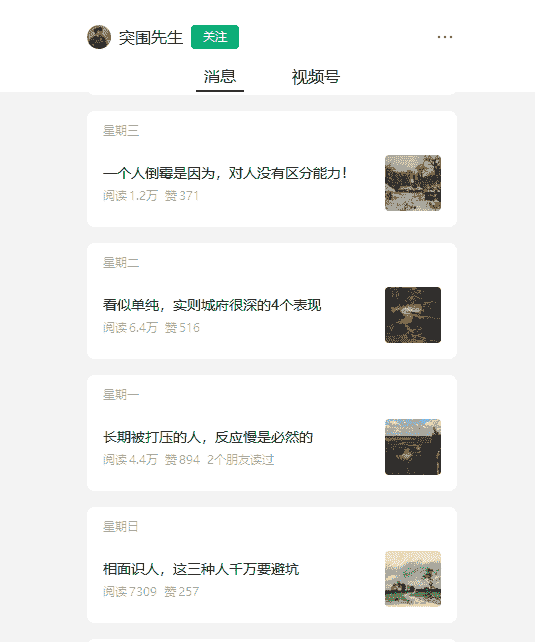 突围先生 关注
消息 视频号
星期三
一个人倒霉是因为，对人没有区分能力！
阅读 1.2万 赞 371
星期二
看似单纯，实则城府很深的4个表现
阅读 6.4万 赞 516
星期一
长期被打压的人，反应慢是必然的
阅读 4.4万 赞 894 2个朋友读过
星期日
相面识人，这三种人千万要避坑
阅读 7309 赞 257